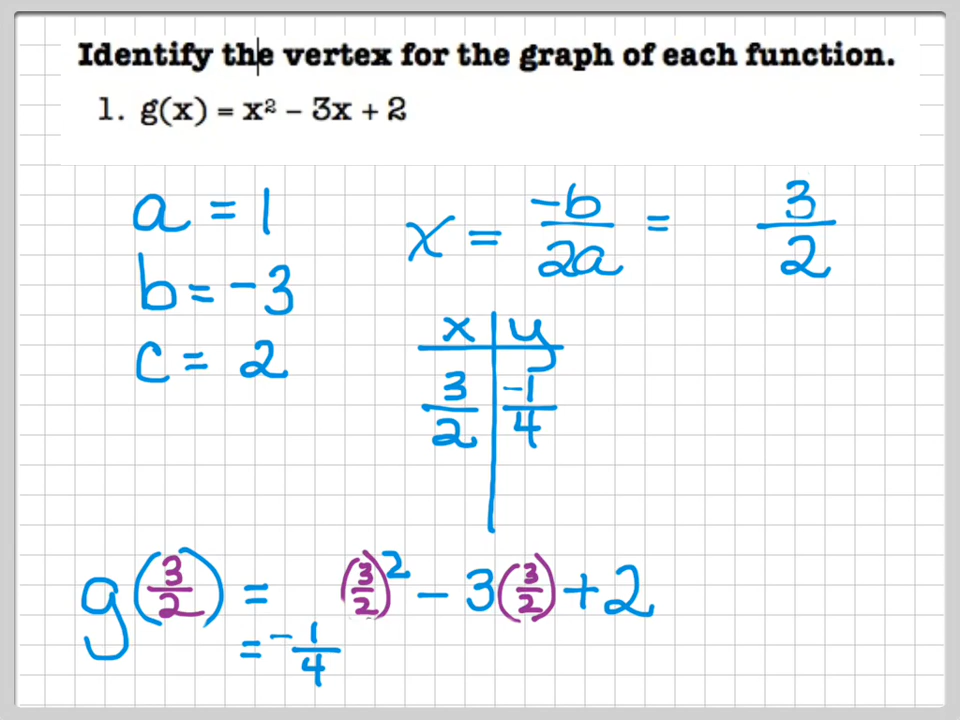 Identify the vertex for the graph of each function.
1. g(x) = x² – 3x + 2
a = 1
x = -b/2a = 3/2
b = -3
c = 2
x | y
3/2 | -1/4
g(3/2) = (3/2)² - 3(3/2) + 2
= -1/4